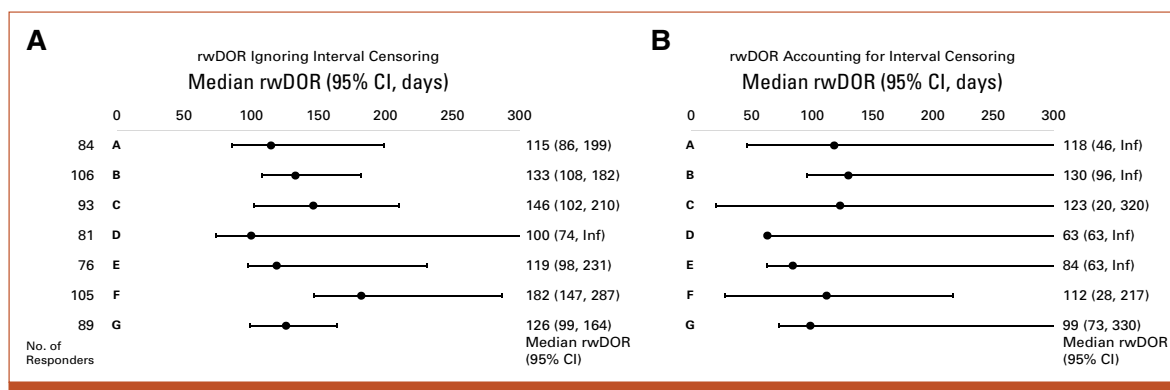 A
rwDOR Ignoring Interval Censoring
Median rwDOR (95% CI, days)
0 50 100 150 200 250 300
84 A 115 (86, 199)
106 B 133 (108, 182)
93 C 146 (102, 210)
81 D 100 (74, Inf)
76 E 119 (98, 231)
105 F 182 (147, 287)
89 G 126 (99, 164)
No. of
Responders
Median rwDOR
(95% CI)
B
rwDOR Accounting for Interval Censoring
Median rwDOR (95% CI, days)
0 50 100 150 200 250 300
A 118 (46, Inf)
B 130 (96, Inf)
C 123 (20, 320)
D 63 (63, Inf)
E 84 (63, Inf)
F 112 (28, 217)
G 99 (73, 330)
Median rwDOR
(95% CI)